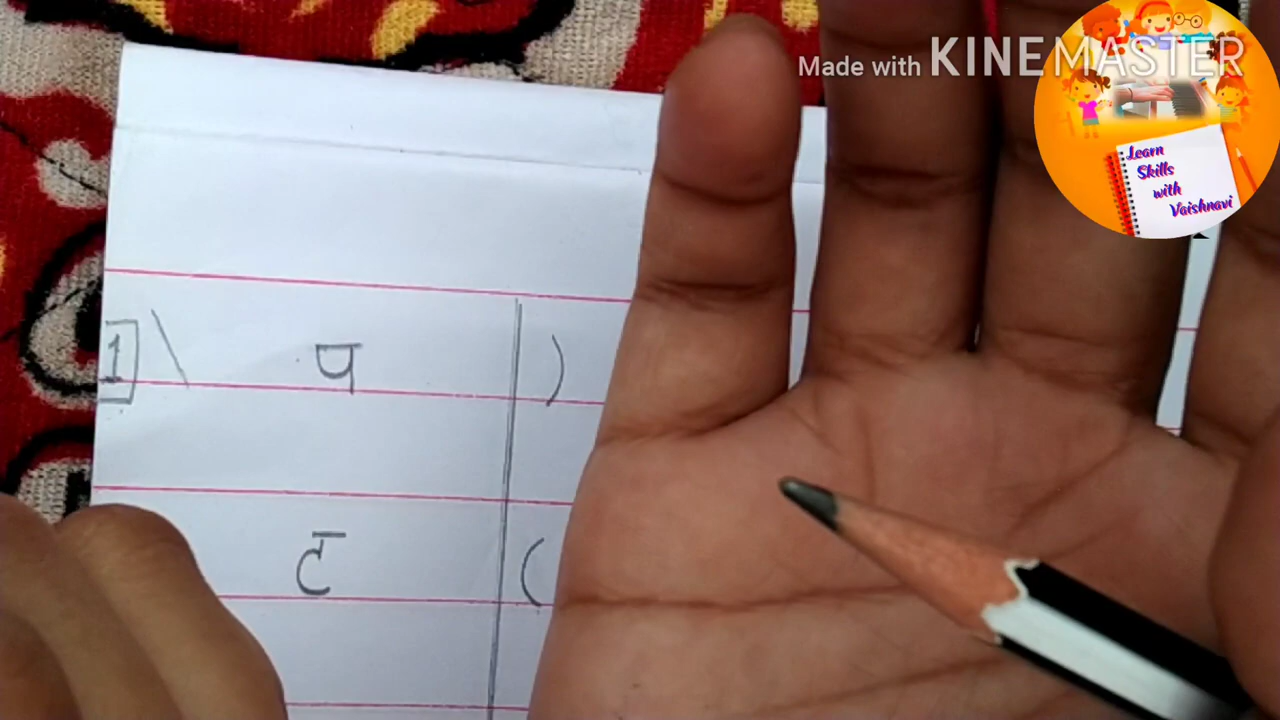 Made with KINEMASTER
Learn
Skills
with
Vaishnavi
1 \ प )
द (